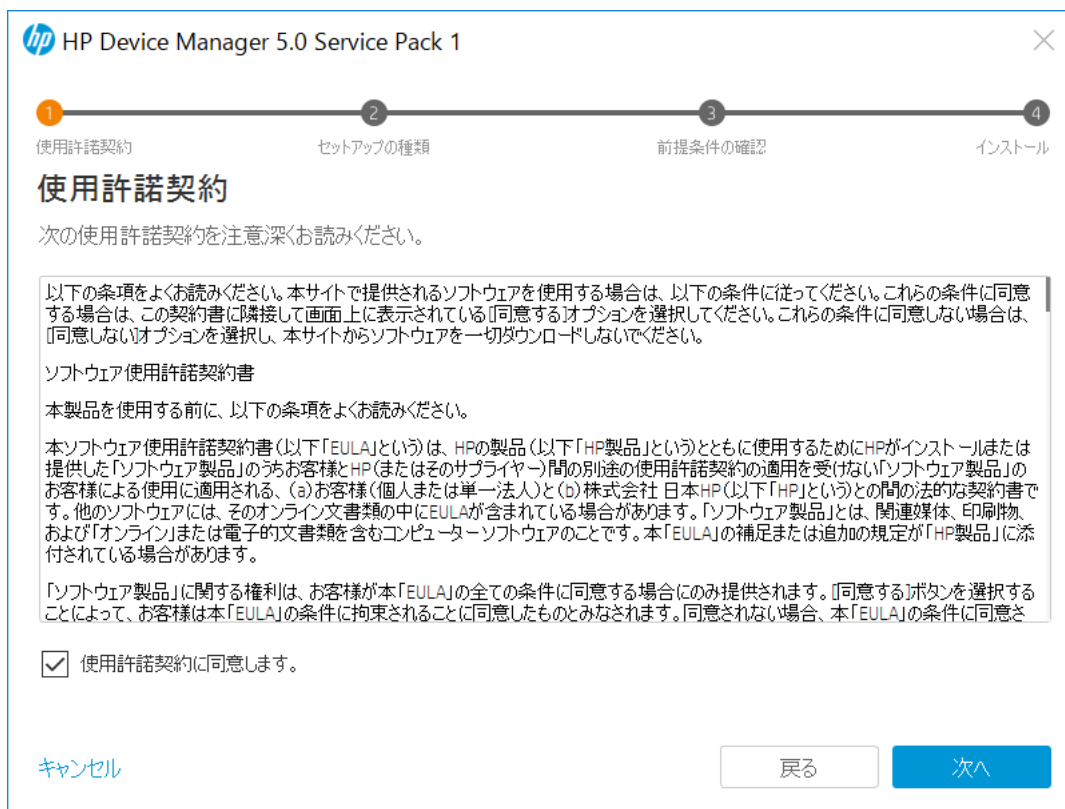 hp HP Device Manager 5.0 Service Pack 1
1 2 3 4
使用許諾契約 セットアップの種類 前提条件の確認 インストール
使用許諾契約
次の使用許諾契約を注意深くお読みください。
以下の条項をよくお読みください。本サイトで提供されるソフトウェアを使用する場合は、以下の条件に従ってください。これらの条件に同意
する場合は、この契約書に隣接して画面上に表示されている[同意する]オプションを選択してください。これらの条件に同意しない場合は、
[同意しない]オプションを選択し、本サイトからソフトウェアを一切ダウンロードしないでください。
ソフトウェア使用許諾契約書
本製品を使用する前に、以下の条項をよくお読みください。
本ソフトウェア使用許諾契約書(以下「EULA」という)は、HPの製品(以下「HP製品」という)とともに使用するためにHPがインストールまたは
提供した「ソフトウェア製品」のうちお客様とHP(またはそのサプライヤー)間の別途の使用許諾契約の適用を受けない「ソフトウェア製品」の
お客様による使用に適用される、(a)お客様(個人または単一法人)と(b)株式会社 日本HP(以下「HP」という)との間の法的な契約書で
す。他のソフトウェアには、そのオンライン文書類の中にEULAが含まれている場合があります。「ソフトウェア製品」とは、関連媒体、印刷物、
および「オンライン」または電子的文書類を含むコンピューターソフトウェアのことです。本「EULA」の補足または追加の規定が「HP製品」に添
付されている場合があります。
「ソフトウェア製品」に関する権利は、お客様が本「EULA」の全ての条件に同意する場合にのみ提供されます。[同意する]ボタンを選択する
ことによって、お客様は本「EULA」の条件に拘束されることに同意したものとみなされます。同意されない場合、本「EULA」の条件に同意さ
使用許諾契約に同意します。
キャンセル 戻る 次へ